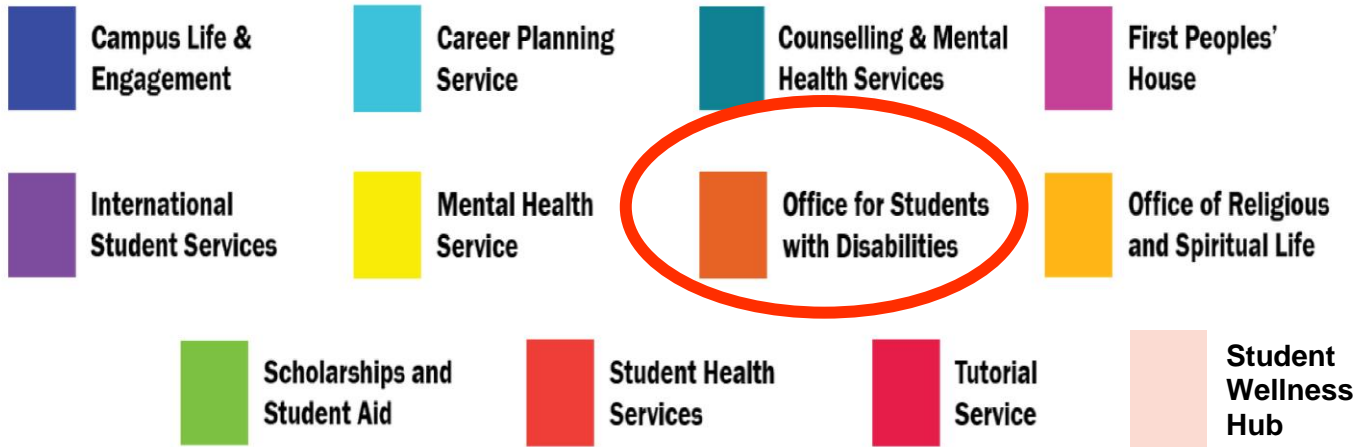 Campus Life &
Engagement
Career Planning
Service
Counselling & Mental
Health Services
First Peoples’
House
International
Student Services
Mental Health
Service
Office for Students
with Disabilities
Office of Religious
and Spiritual Life
Scholarships and
Student Aid
Student Health
Services
Tutorial
Service
Student
Wellness
Hub